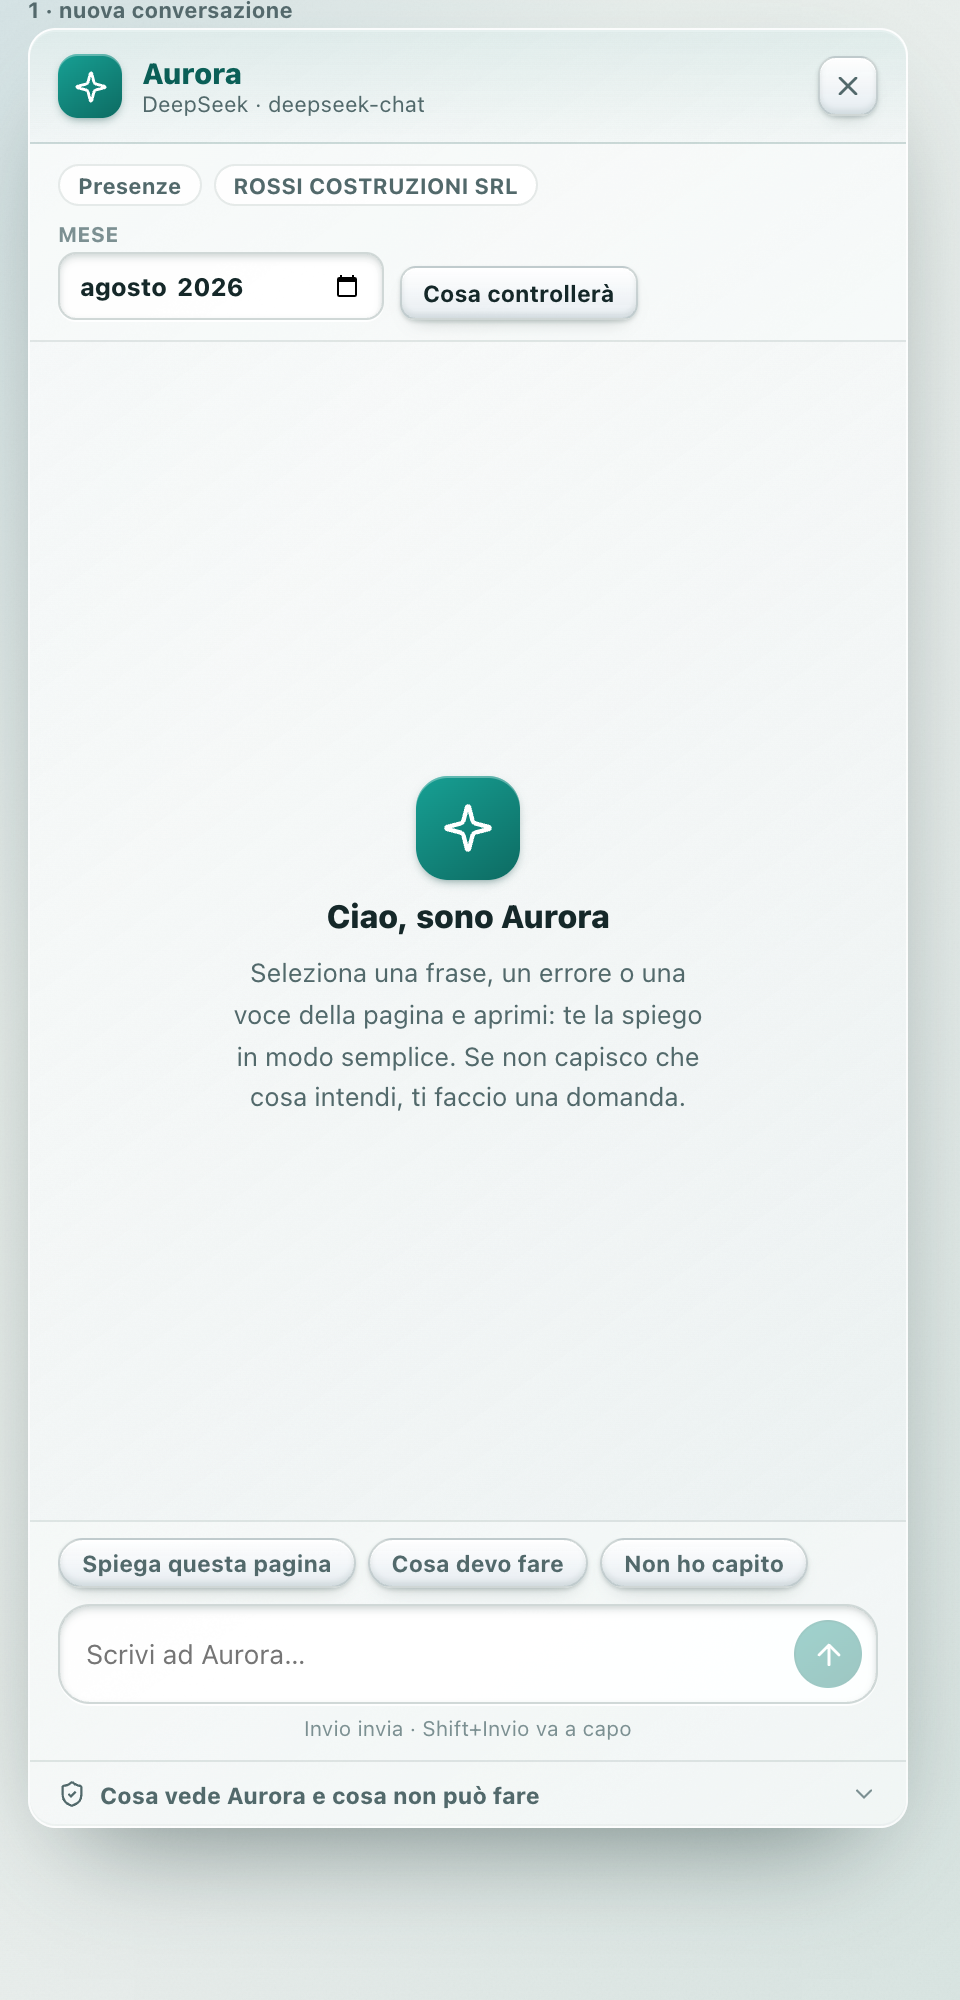 1 · nuova conversazione
Aurora
DeepSeek · deepseek-chat
Presenze
ROSSI COSTRUZIONI SRL
MESE
agosto 2026
Cosa controllerà
Ciao, sono Aurora
Seleziona una frase, un errore o una
voce della pagina e aprimi: te la spiego
in modo semplice. Se non capisco che
cosa intendi, ti faccio una domanda.
Spiega questa pagina
Cosa devo fare
Non ho capito
Scrivi ad Aurora...
Invio invia · Shift+Invio va a capo
Cosa vede Aurora e cosa non può fare